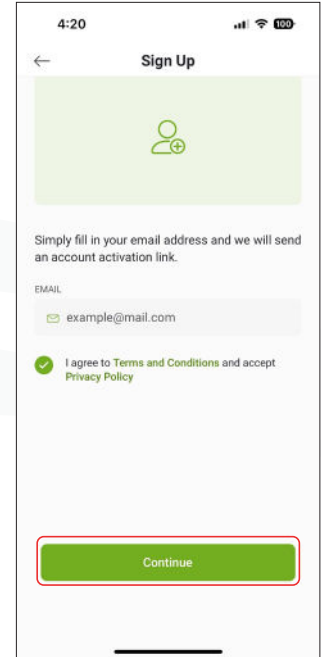 4:20
100
Sign Up
Simply fill in your email address and we will send
an account activation link.
EMAIL
example@mail.com
I agree to Terms and Conditions and accept
Privacy Policy
Continue